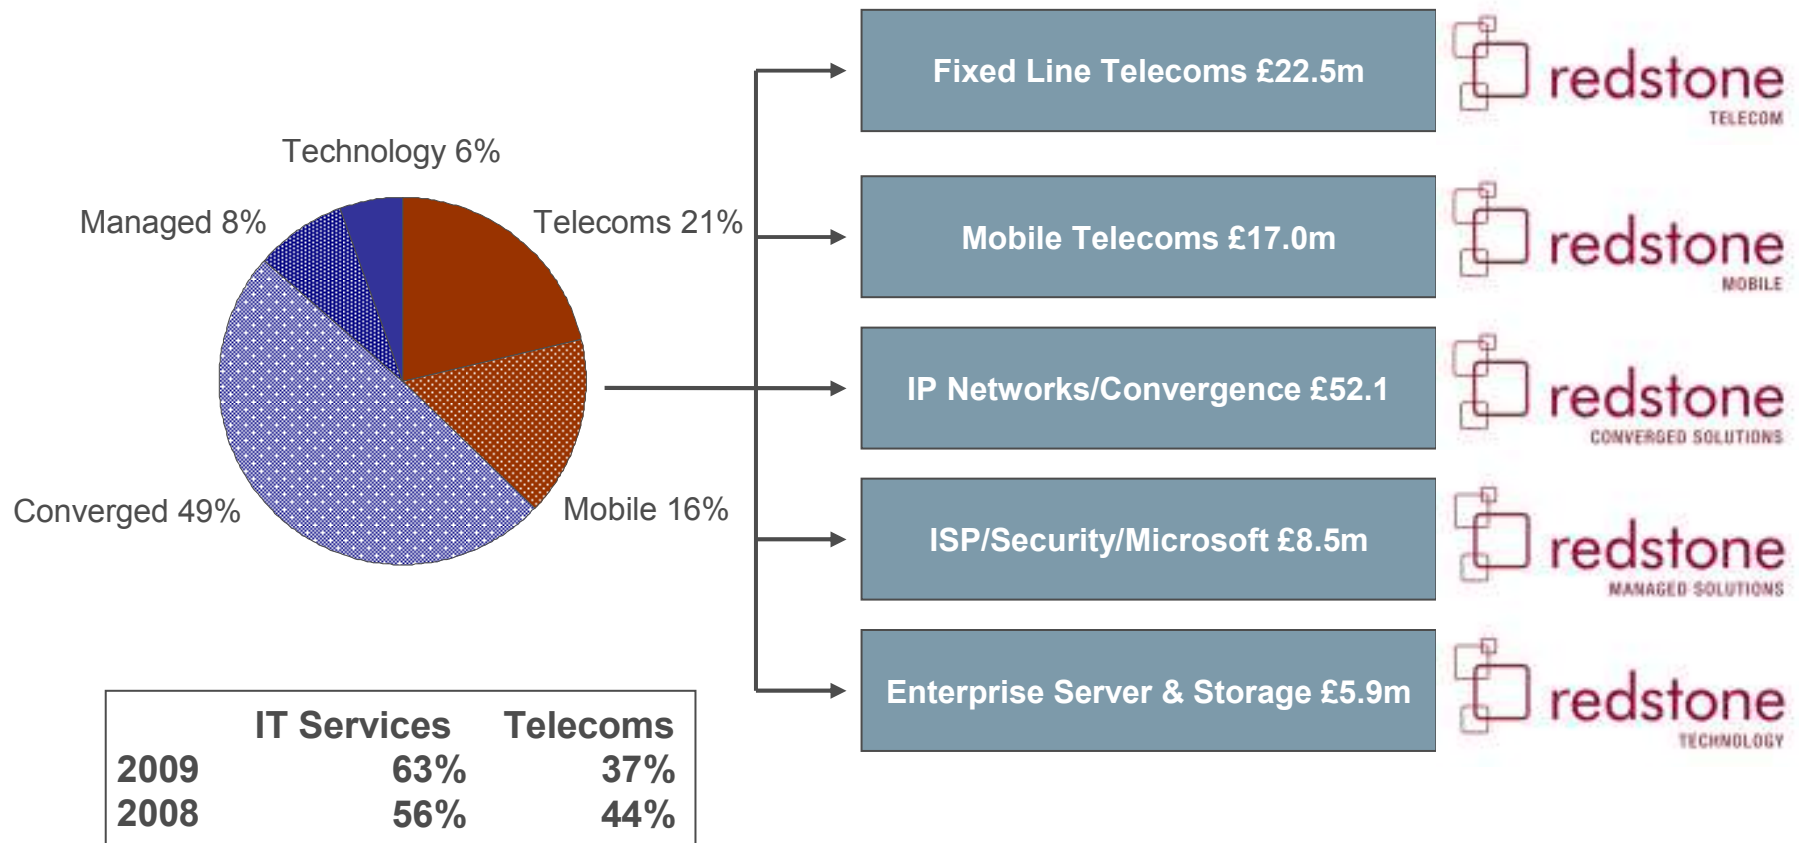 Technology 6%
Managed 8%
Telecoms 21%
Converged 49%
Mobile 16%
Fixed Line Telecoms £22.5m
redstone
TELECOM
Mobile Telecoms £17.0m
redstone
MOBILE
IP Networks/Convergence £52.1
redstone
CONVERGED SOLUTIONS
ISP/Security/Microsoft £8.5m
redstone
MANAGED SOLUTIONS
Enterprise Server & Storage £5.9m
redstone
TECHNOLOGY
IT Services Telecoms
2009 63% 37%
2008 56% 44%